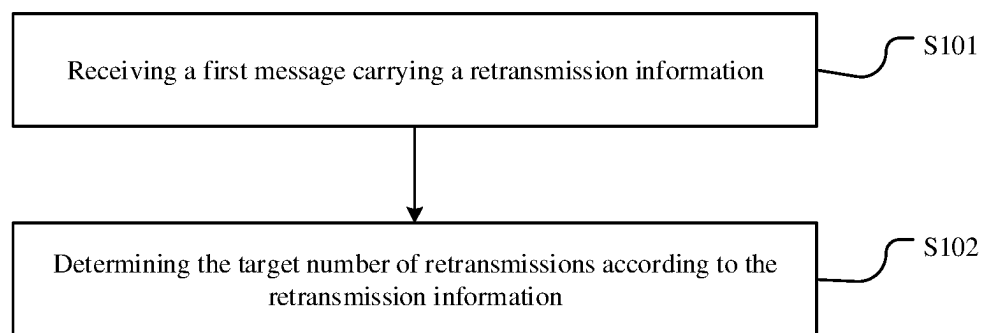 Receiving a first message carrying a retransmission information
S101
Determining the target number of retransmissions according to the
retransmission information
S102